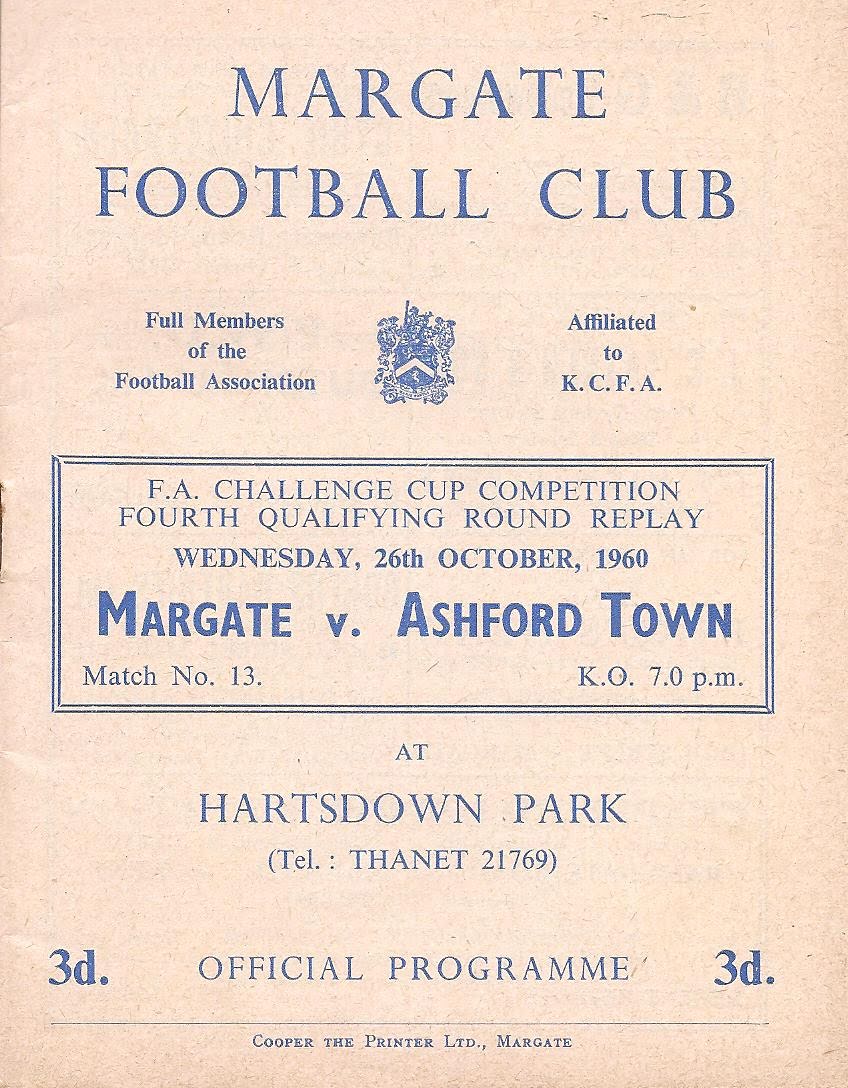 MARGATE
FOOTBALL CLUB
Full Members
of the
Football Association
Affiliated
to
K.C.F.A.
F.A. CHALLENGE CUP COMPETITION
FOURTH QUALIFYING ROUND REPLAY
WEDNESDAY, 26th OCTOBER, 1960
MARGATE v. ASHFORD TOWN
Match No. 13. K.O. 7.0 p.m.
AT
HARTSDOWN PARK
(Tel. : THANET 21769)
3d. OFFICIAL PROGRAMME 3d.
COOPER THE PRINTER LTD., MARGATE